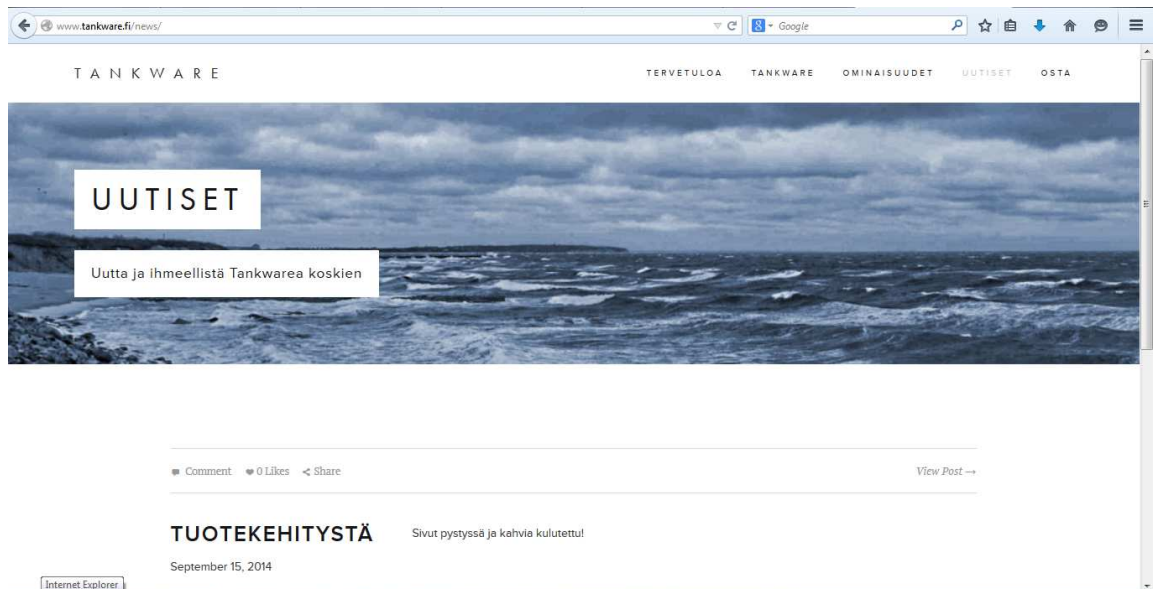 www.tankware.fi/news/
Google
TANKWARE
TERVETULOA TANKWARE OMINAISUUDET UUTISET OSTA
UUTISET
Uutta ja ihmeellistä Tankwarea koskien
Comment 0 Likes Share View Post →
TUOTEKEHITYSTÄ Sivut pystyssä ja kahvia kulutettu!
September 15, 2014
Internet Explorer